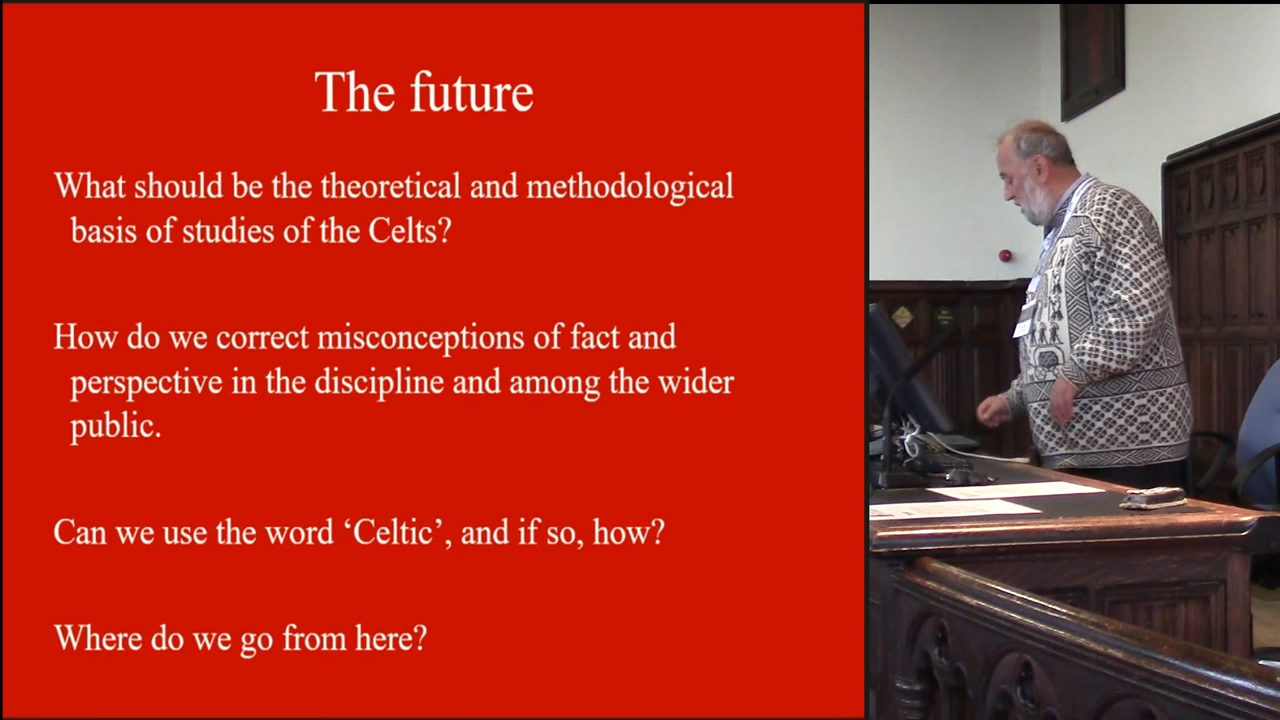 The future
What should be the theoretical and methodological
basis of studies of the Celts?
How do we correct misconceptions of fact and
perspective in the discipline and among the wider
public.
Can we use the word ‘Celtic’, and if so, how?
Where do we go from here?